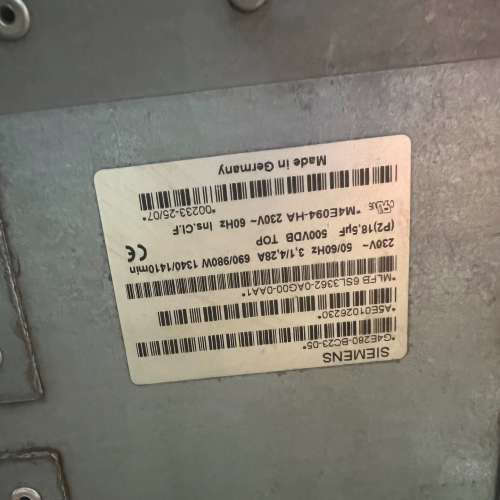 SIEMENS
*G4E280-BC23-05*
*A5E01026230*
*MLFB 6SL3362-0AG00-0AA1*
230V~ 50/60Hz 3,1/4,28A 690/980W 1340/1410min
(P2)18,5µF 500VDB TOP CE
*M4E094-HA 230V~ 60Hz Ins.Cl.F
*00233-25/07*
Made in Germany